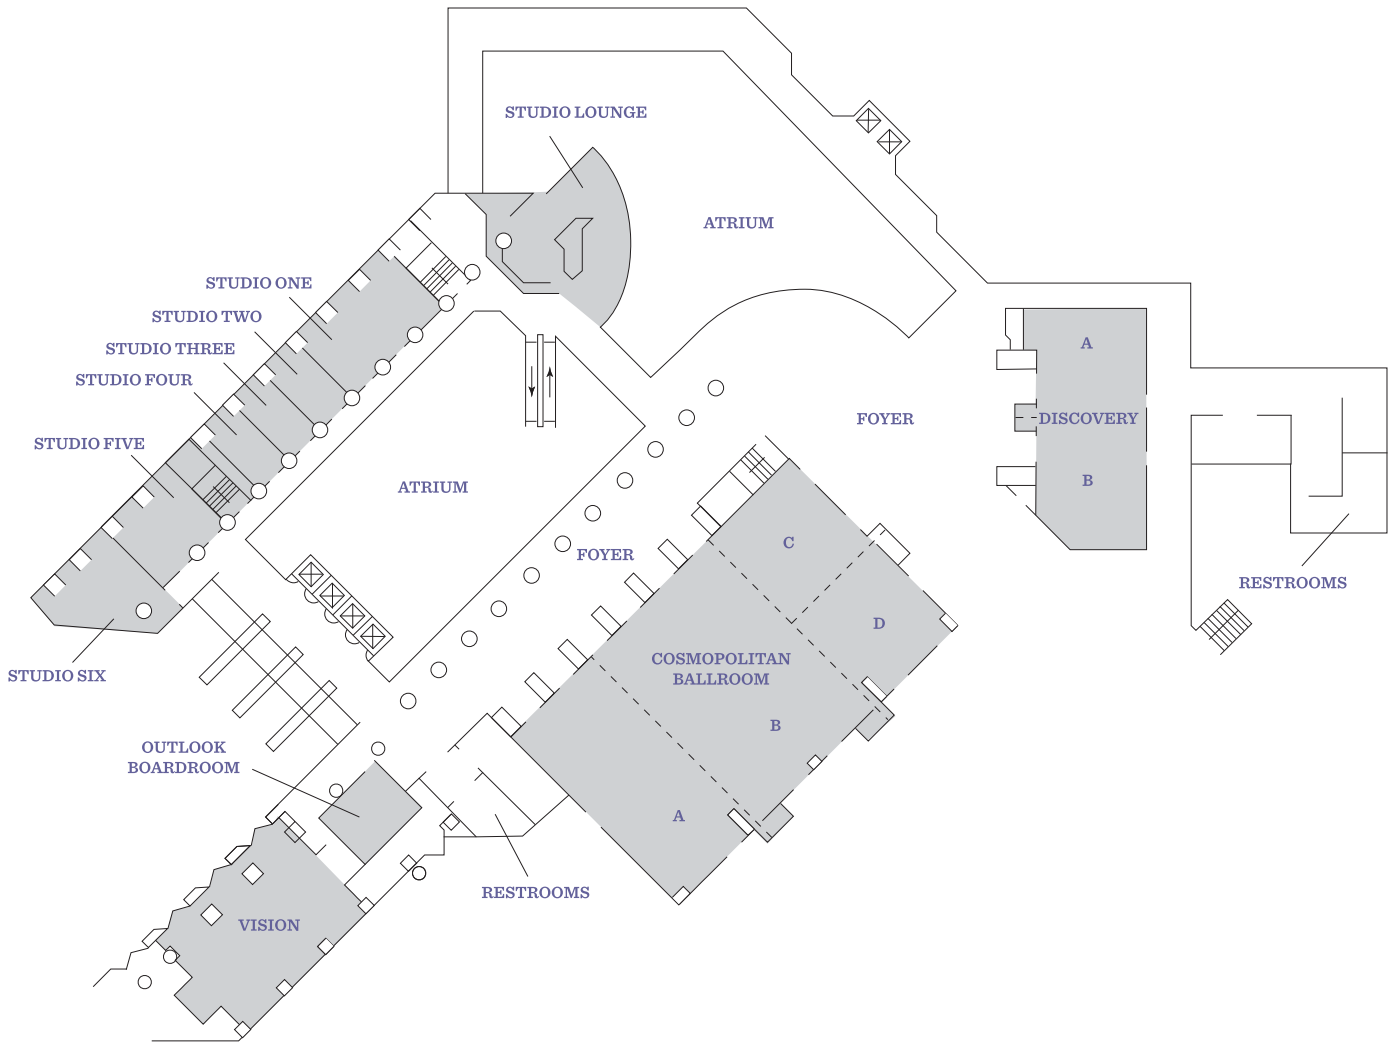 STUDIO LOUNGE
ATRIUM
STUDIO ONE
STUDIO TWO
STUDIO THREE
STUDIO FOUR
STUDIO FIVE
STUDIO SIX
ATRIUM
FOYER
FOYER
A
DISCOVERY
B
RESTROOMS
C
D
COSMOPOLITAN
BALLROOM
B
A
OUTLOOK
BOARDROOM
RESTROOMS
VISION